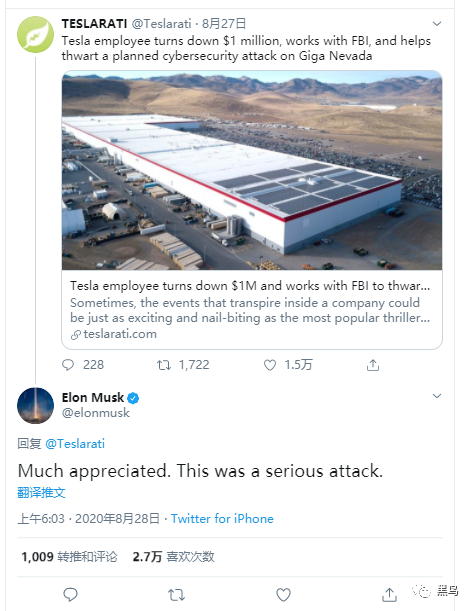 TESLARATI @Teslarati · 8月27日
Tesla employee turns down $1 million, works with FBI, and helps
thwart a planned cybersecurity attack on Giga Nevada
Tesla employee turns down $1M and works with FBI to thwar...
Sometimes, the events that transpire inside a company could
be just as exciting and nail-biting as the most popular thriller...
teslarati.com
228 1,722 1.5万
Elon Musk
@elonmusk
回复 @Teslarati
Much appreciated. This was a serious attack.
翻译推文
上午6:03 · 2020年8月28日 · Twitter for iPhone
1,009 转推和评论 2.7万 喜欢次数
黑鸟